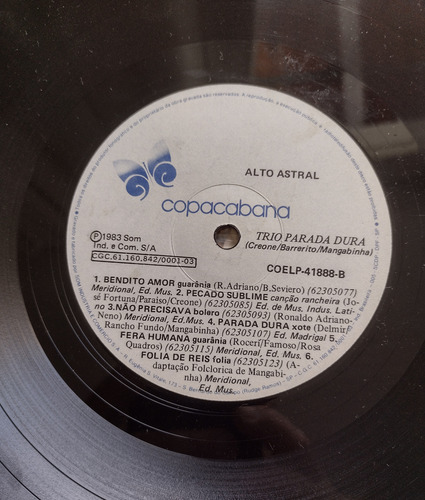 ALTO ASTRAL
copacabana
Ⓟ1983 Som
Ind. e Com. S/A
CGC.61.160.842/0001-03
TRIO PARADA DURA
(Creone/Barrerito/Mangabinha)
COELP-41888-B
1. BENDITO AMOR guarânia (R.Adriano/B.Seviero) (62305077)
Meridional, Ed. Mus. 2. PECADO SUBLIME canção rancheira (Jo-
sé Fortuna/Paraiso/Creone) (62305085) Ed. de Mus. Indus. Lati-
no 3.NÃO PRECISAVA bolero (62305093) (Ronaldo Adriano-
Neno) Meridional, Ed. Mus. 4. PARADA DURA xote (Delmir/
Rancho Fundo/Mangabinha) (62305107) Ed. Madrigal 5.
FERA HUMANA guarânia (Rocerí/Famoso/Rosa
Quadros) (62305115) Meridional, Ed. Mus. 6.
FOLIA DE REIS folia (62305123) (A-
daptação Folclorica de Mangabi-
nha) Meridional,
Ed. Mus.